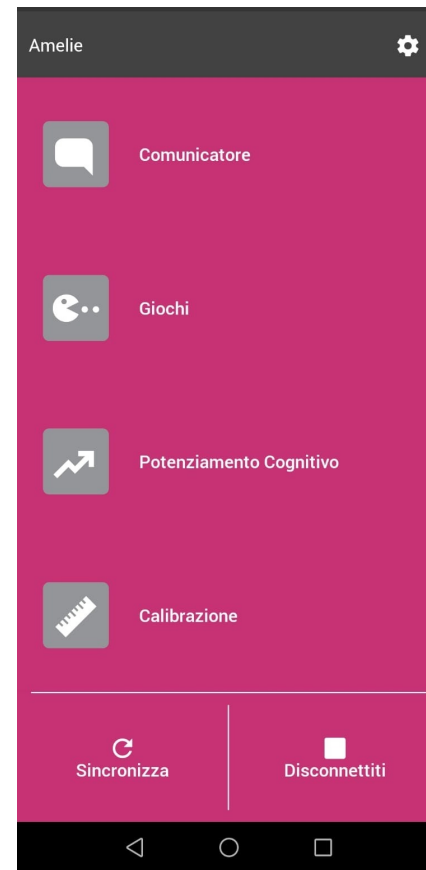 Amelie
Comunicatore
Giochi
Potenziamento Cognitivo
Calibrazione
Sincronizza
Disconnettiti